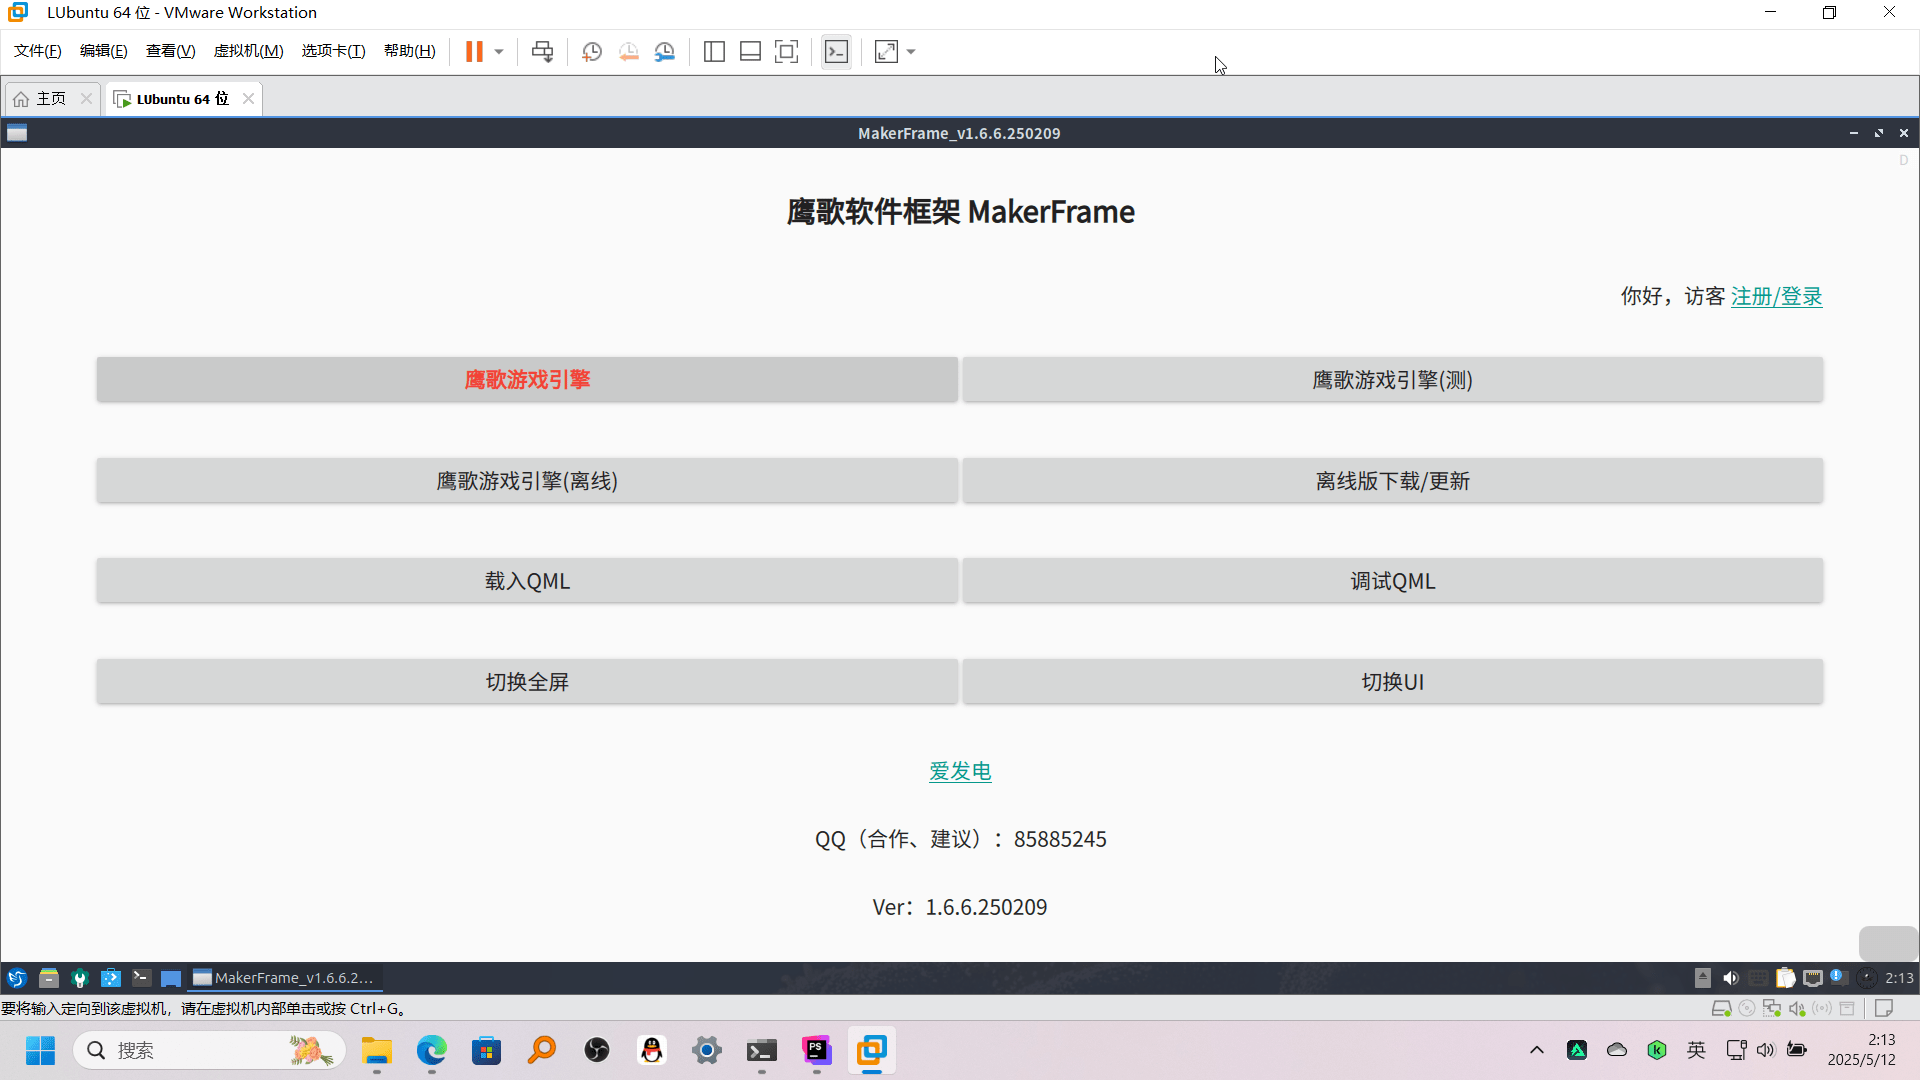 LUbuntu 64 位 - VMware Workstation
文件(F) 编辑(E) 查看(V) 虚拟机(M) 选项卡(T) 帮助(H)
主页 LUbuntu 64 位
MakerFrame_v1.6.6.250209
D
鹰歌软件框架 MakerFrame
你好，访客 注册/登录
鹰歌游戏引擎 鹰歌游戏引擎(测)
鹰歌游戏引擎(离线) 离线版下载/更新
载入QML 调试QML
切换全屏 切换UI
爱发电
QQ（合作、建议）：85885245
Ver：1.6.6.250209
MakerFrame_v1.6.6.2... 2:13
要将输入定向到该虚拟机，请在虚拟机内部单击或按 Ctrl+G。
搜索 PS 英 2:13
2025/5/12